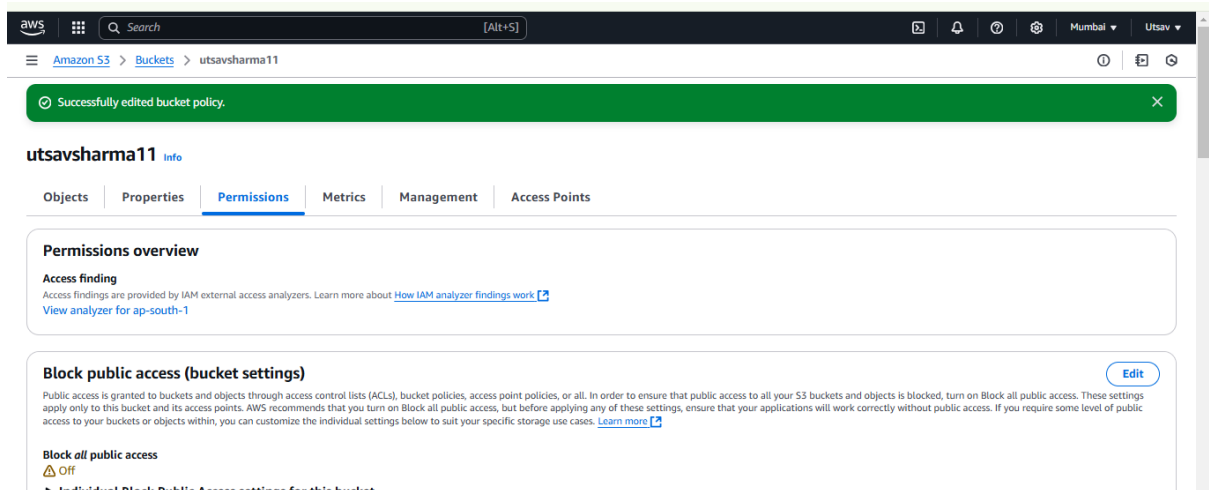 aws Search [Alt+S] Mumbai Utsav
Amazon S3 > Buckets > utsavsharma11
Successfully edited bucket policy.
utsavsharma11 Info
Objects Properties Permissions Metrics Management Access Points
Permissions overview
Access finding
Access findings are provided by IAM external access analyzers. Learn more about How IAM analyzer findings work
View analyzer for ap-south-1
Block public access (bucket settings) Edit
Public access is granted to buckets and objects through access control lists (ACLs), bucket policies, access point policies, or all. In order to ensure that public access to all your S3 buckets and objects is blocked, turn on Block all public access. These settings
apply only to this bucket and its access points. AWS recommends that you turn on Block all public access, but before applying any of these settings, ensure that your applications will work correctly without public access. If you require some level of public
access to your buckets or objects within, you can customize the individual settings below to suit your specific storage use cases. Learn more
Block all public access
Off
Individual Block Public Access settings for this bucket